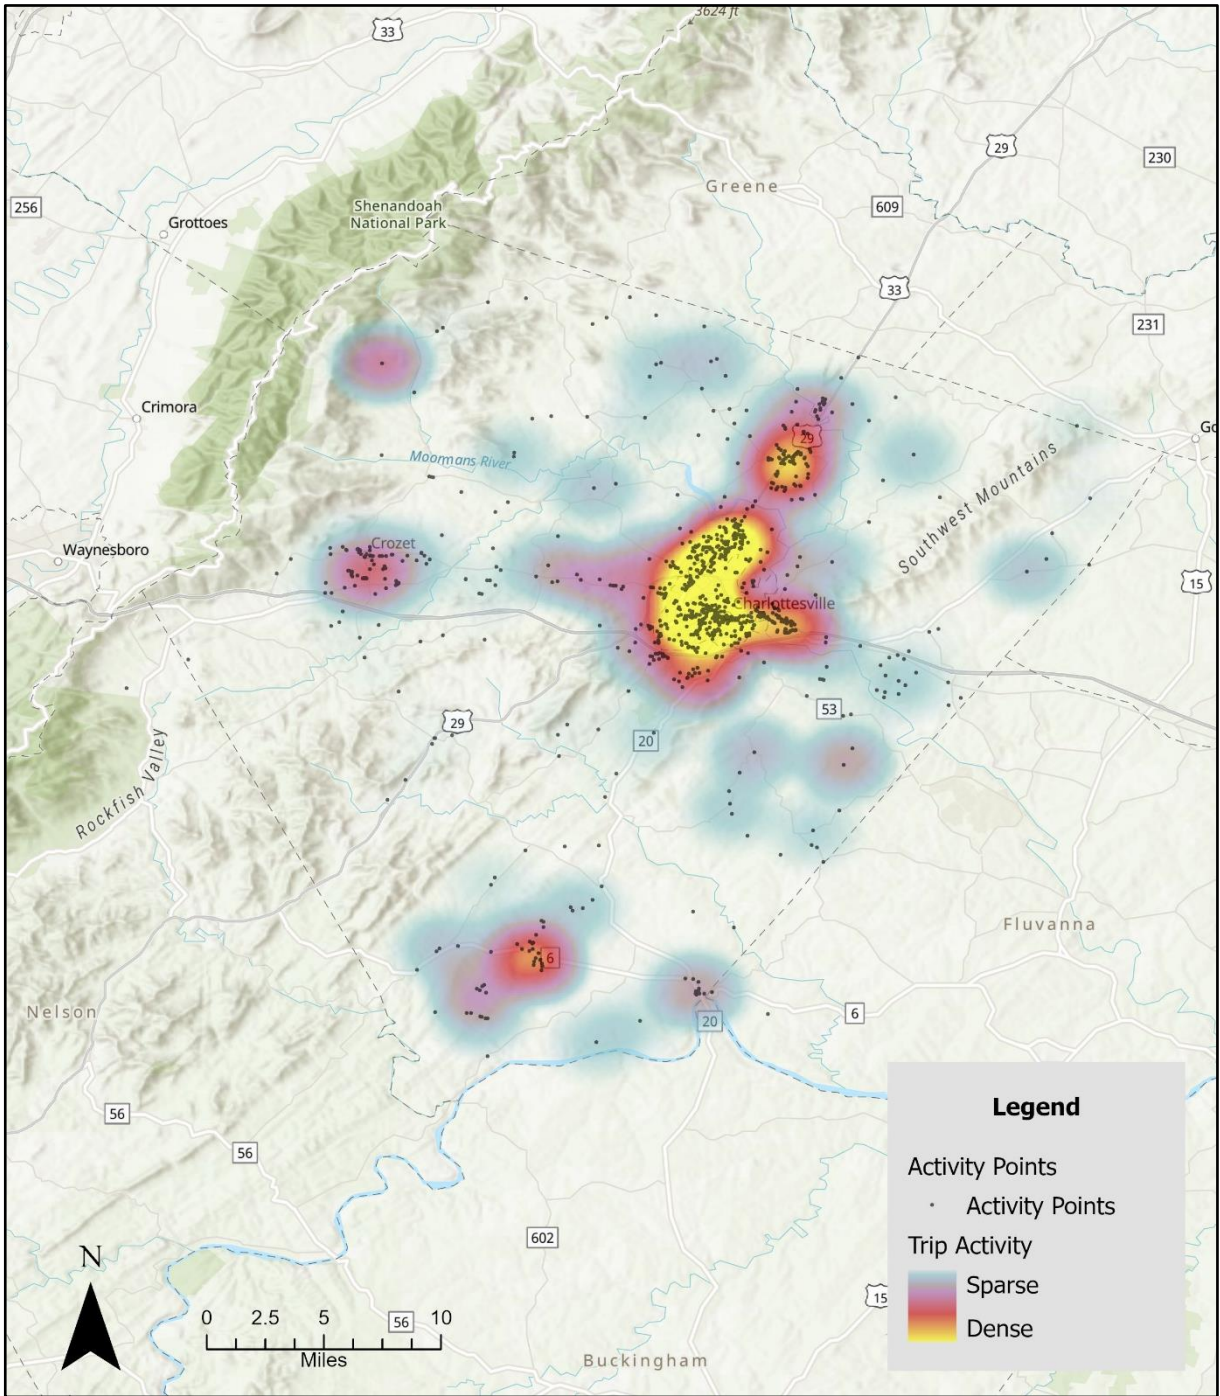 3624 ft
33
29
230
Greene
256
609
Shenandoah
National Park
Grottoes
33
231
Crimora
29
Go
Moormans River
Southwest Mountains
Crozet
Waynesboro
15
Charlottesville
53
29
20
Rockfish Valley
Fluvanna
6
Nelson
20
6
56
56
602
15
56
Buckingham
N
0 2.5 5 10
Miles
Legend
Activity Points
Activity Points
Trip Activity
Sparse
Dense